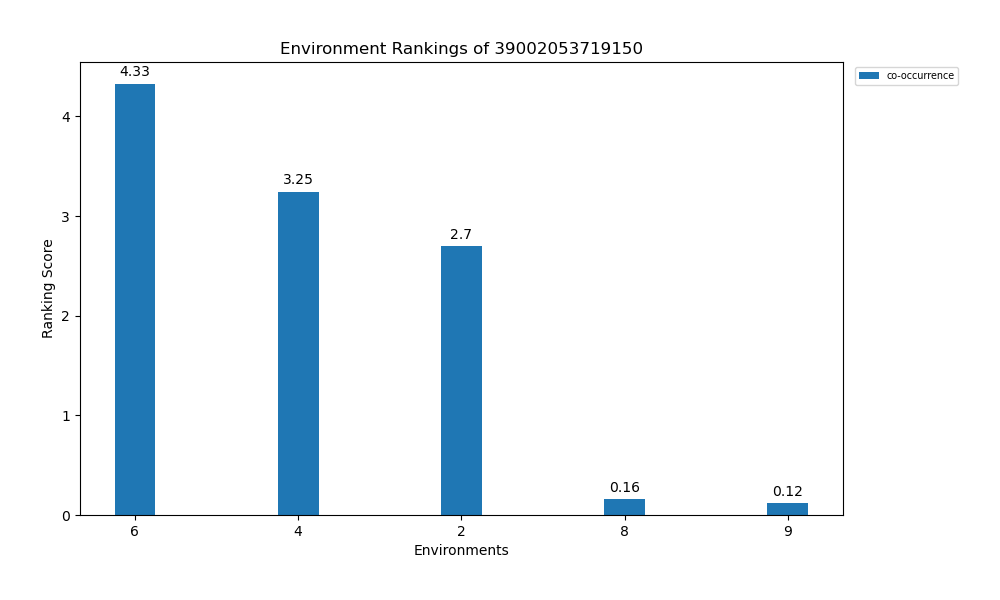 Environment Rankings of 39002053719150
co-occurrence
4.33
3.25
2.7
0.16
0.12
Ranking Score
4
3
2
1
0
6 4 2 8 9
Environments